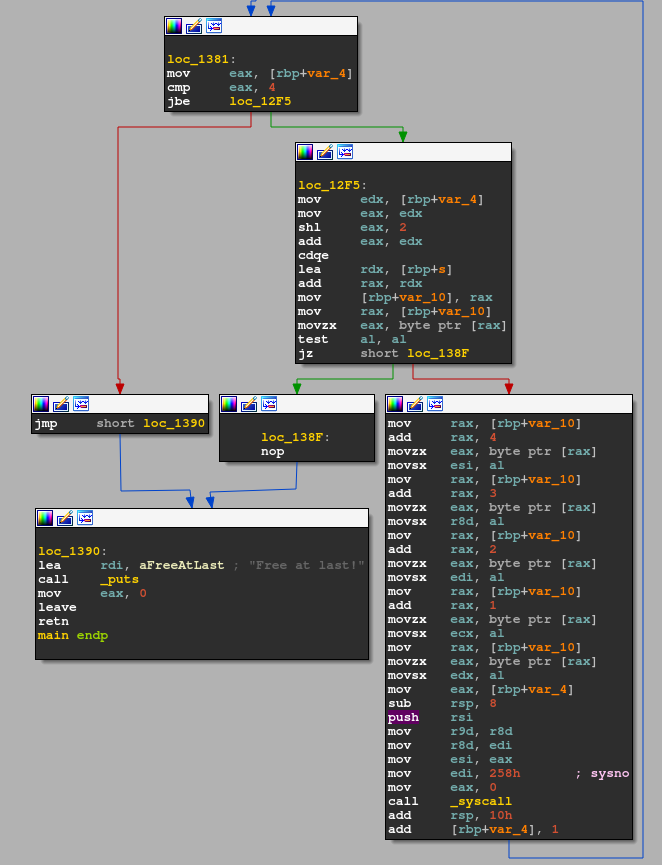 loc_1381:
mov eax, [rbp+var_4]
cmp eax, 4
jbe loc_12F5
loc_12F5:
mov edx, [rbp+var_4]
mov eax, edx
shl eax, 2
add eax, edx
cdqe
lea rdx, [rbp+s]
add rax, rdx
mov [rbp+var_10], rax
mov rax, [rbp+var_10]
movzx eax, byte ptr [rax]
test al, al
jz short loc_138F
jmp short loc_1390
loc_138F:
nop
mov rax, [rbp+var_10]
add rax, 4
movzx eax, byte ptr [rax]
movsx esi, al
mov rax, [rbp+var_10]
add rax, 3
movzx eax, byte ptr [rax]
movsx r8d, al
mov rax, [rbp+var_10]
add rax, 2
movzx eax, byte ptr [rax]
movsx edi, al
mov rax, [rbp+var_10]
add rax, 1
movzx eax, byte ptr [rax]
movsx ecx, al
mov rax, [rbp+var_10]
movzx eax, byte ptr [rax]
movsx edx, al
mov eax, [rbp+var_4]
sub rsp, 8
push rsi
mov r9d, r8d
mov r8d, edi
mov esi, eax
mov edi, 258h ; sysno
mov eax, 0
call _syscall
add rsp, 10h
add [rbp+var_4], 1
loc_1390:
lea rdi, aFreeAtLast ; "Free at last!"
call _puts
mov eax, 0
leave
retn
main endp